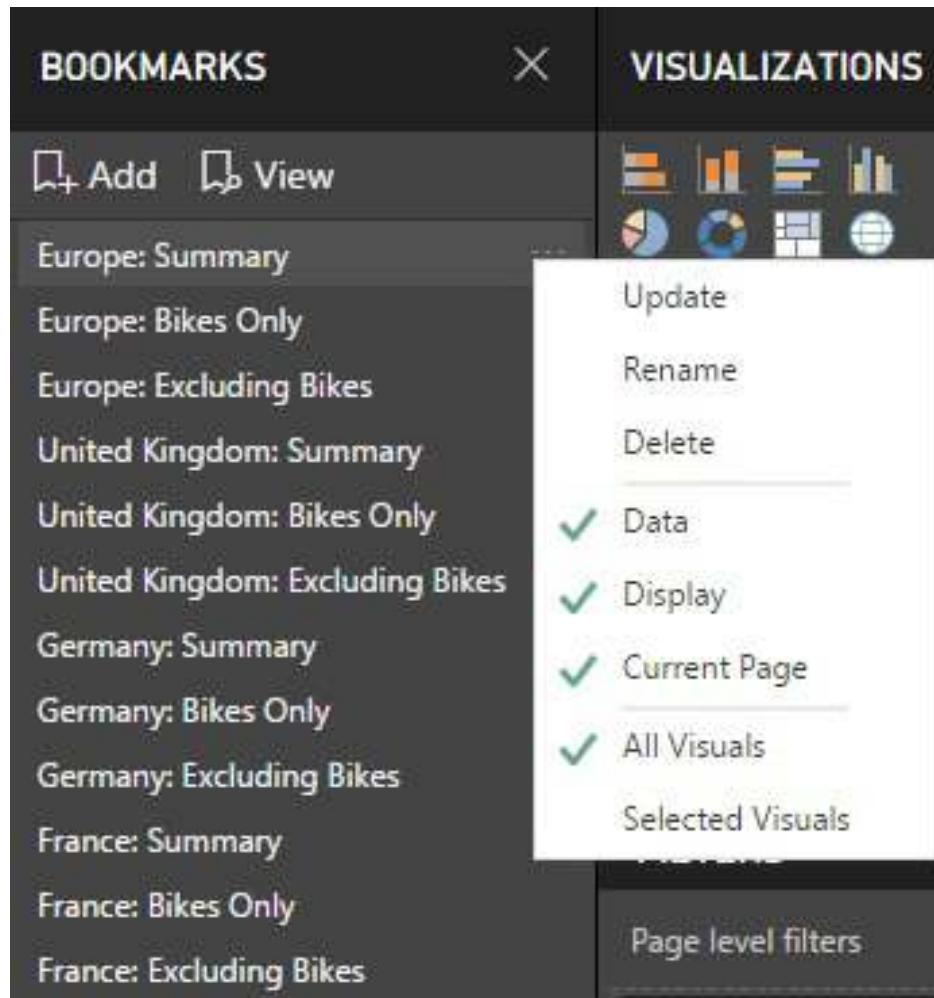 BOOKMARKS
VISUALIZATIONS
Add
View
Europe: Summary
Europe: Bikes Only
Europe: Excluding Bikes
United Kingdom: Summary
United Kingdom: Bikes Only
United Kingdom: Excluding Bikes
Germany: Summary
Germany: Bikes Only
Germany: Excluding Bikes
France: Summary
France: Bikes Only
France: Excluding Bikes
Update
Rename
Delete
Data
Display
Current Page
All Visuals
Selected Visuals
Page level filters